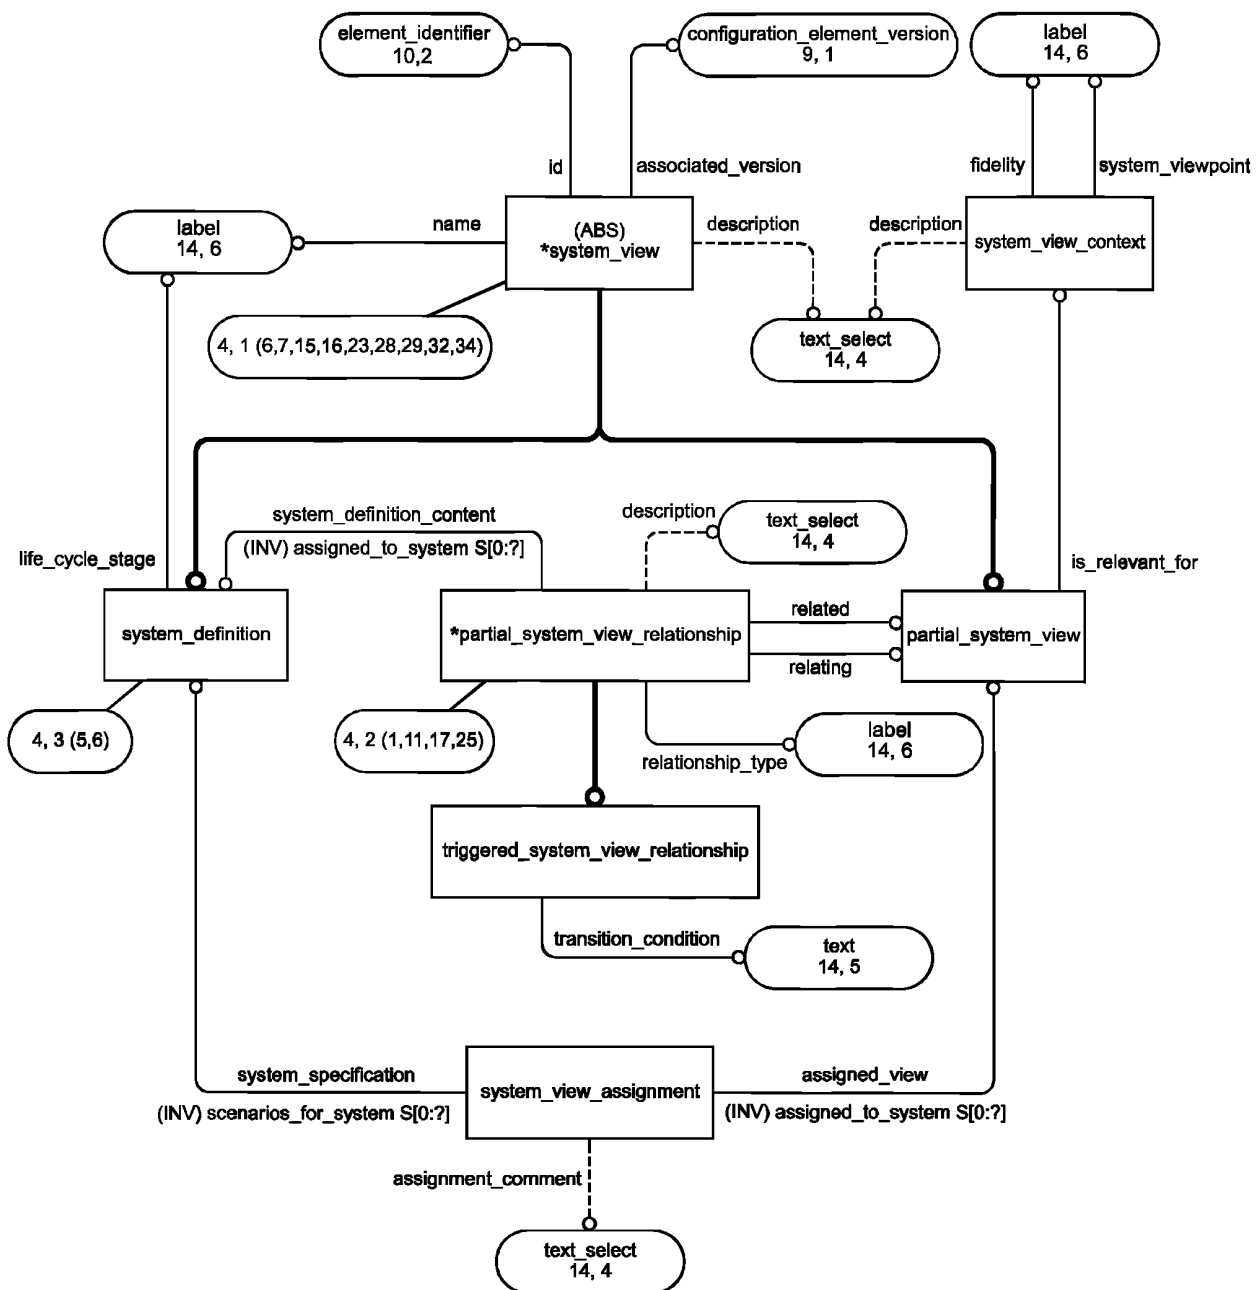 element_identifier
10,2
configuration_element_version
9, 1
label
14, 6
id
associated_version
fidelity
system_viewpoint
label
14, 6
name
(ABS)
*system_view
description
description
system_view_context
4, 1 (6,7,15,16,23,28,29,32,34)
text_select
14, 4
system_definition_content
(INV) assigned_to_system S[0:?]
description
text_select
14, 4
life_cycle_stage
is_relevant_for
system_definition
*partial_system_view_relationship
related
relating
partial_system_view
4, 3 (5,6)
4, 2 (1,11,17,25)
relationship_type
label
14, 6
triggered_system_view_relationship
transition_condition
text
14, 5
system_specification
(INV) scenarios_for_system S[0:?]
system_view_assignment
assigned_view
(INV) assigned_to_system S[0:?]
assignment_comment
text_select
14, 4